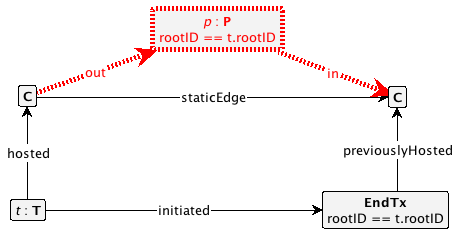 p : P
rootID == t.rootID
out
in
C
staticEdge
C
hosted
previouslyHosted
t : T
initiated
EndTx
rootID == t.rootID